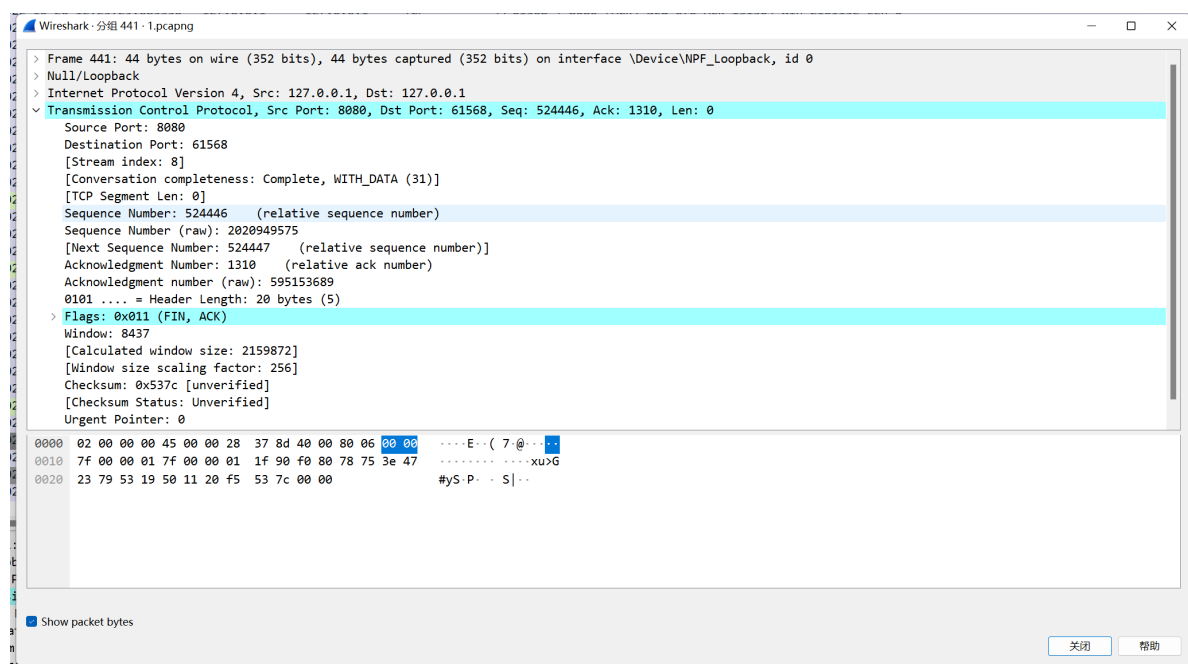 Wireshark · 分组 441 · 1.pcapng
Frame 441: 44 bytes on wire (352 bits), 44 bytes captured (352 bits) on interface \Device\NPF_Loopback, id 0
Null/Loopback
Internet Protocol Version 4, Src: 127.0.0.1, Dst: 127.0.0.1
Transmission Control Protocol, Src Port: 8080, Dst Port: 61568, Seq: 524446, Ack: 1310, Len: 0
Source Port: 8080
Destination Port: 61568
[Stream index: 8]
[Conversation completeness: Complete, WITH_DATA (31)]
[TCP Segment Len: 0]
Sequence Number: 524446    (relative sequence number)
Sequence Number (raw): 2020949575
[Next Sequence Number: 524447    (relative sequence number)]
Acknowledgment Number: 1310    (relative ack number)
Acknowledgment number (raw): 595153689
0101 .... = Header Length: 20 bytes (5)
Flags: 0x011 (FIN, ACK)
Window: 8437
[Calculated window size: 2159872]
[Window size scaling factor: 256]
Checksum: 0x537c [unverified]
[Checksum Status: Unverified]
Urgent Pointer: 0
0000  02 00 00 00 45 00 00 28  37 8d 40 00 80 06 00 00  ····E··( 7·@·····
0010  7f 00 00 01 7f 00 00 01  1f 90 f0 80 78 75 3e 47  ········ ····xu>G
0020  23 79 53 19 50 11 20 f5  53 7c 00 00  #yS·P· · S|··
Show packet bytes
关闭 帮助